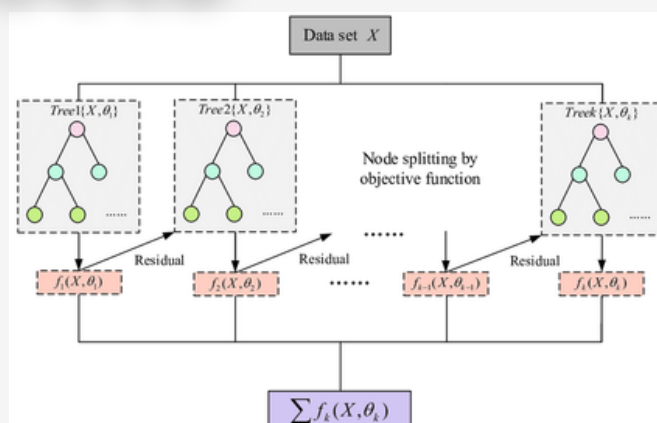 Data set X
Tree1{X,θ₁}
Tree2{X,θ₂}
Treek{X,θₖ}
Node splitting by
objective function
......
......
......
......
Residual
Residual
Residual
f₁(X,θ₁)
f₂(X,θ₂)
......
fₖ₋₁(X,θₖ₋₁)
fₖ(X,θₖ)
∑fₖ(X,θₖ)